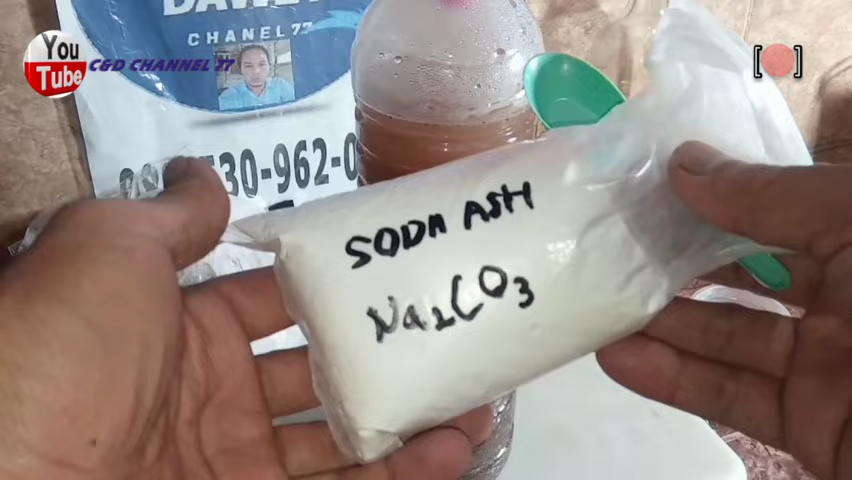 CHANEL 77
You
Tube
C&D CHANNEL 77
30-962-0
SODA ASH
Na2CO3